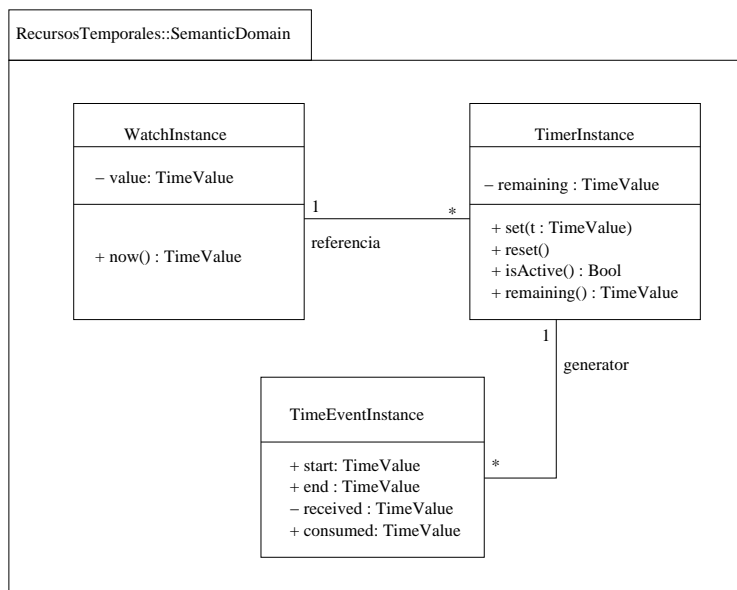 RecursosTemporales::SemanticDomain
WatchInstance
− value: TimeValue
+ now() : TimeValue
TimerInstance
− remaining : TimeValue
+ set(t : TimeValue)
+ reset()
+ isActive() : Bool
+ remaining() : TimeValue
1
*
referencia
1
generator
TimeEventInstance
+ start: TimeValue
+ end : TimeValue
− received : TimeValue
+ consumed: TimeValue
*